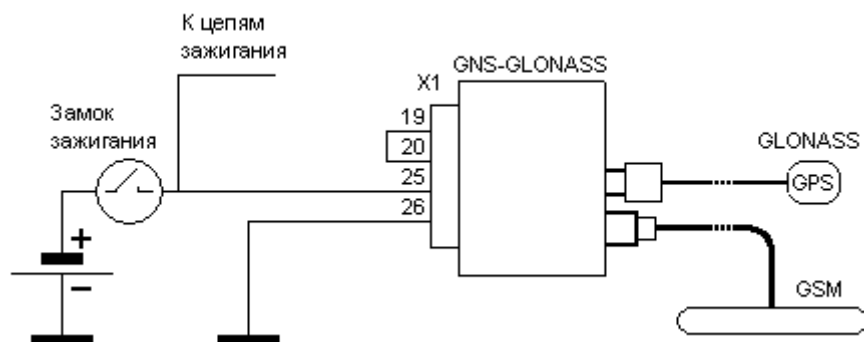 К цепям
зажигания
GNS-GLONASS
X1
Замок
зажигания
19
20
25
26
GLONASS
GPS
GSM
+
−